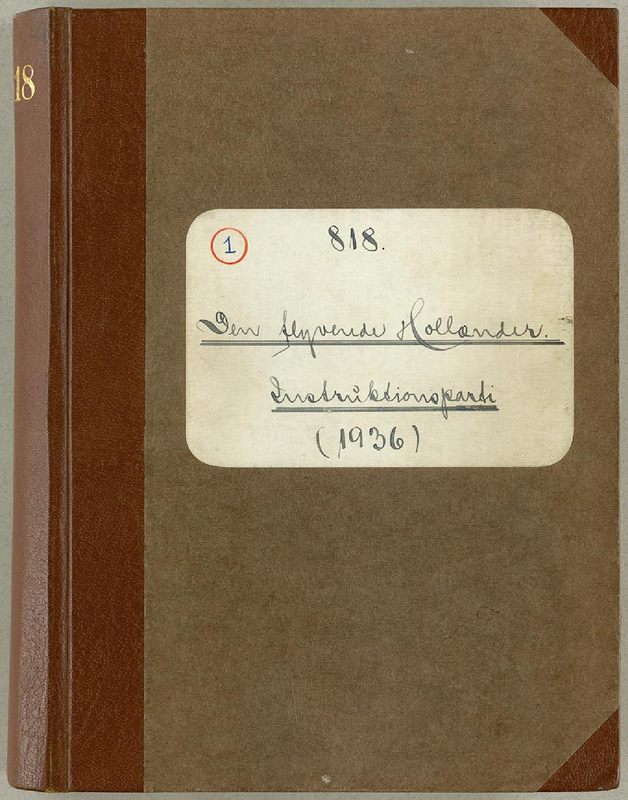 18
1
818.
Den flyvende Hollænder.
Instruktionsparti
(1936)